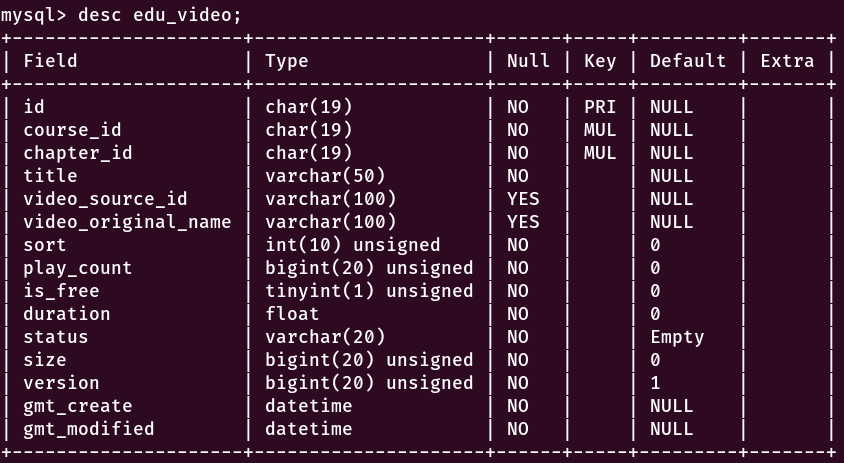 mysql> desc edu_video;
+---------------------+---------------------+------+-----+---------+-------+
| Field               | Type                | Null | Key | Default | Extra |
+---------------------+---------------------+------+-----+---------+-------+
| id                  | char(19)            | NO   | PRI | NULL    |       |
| course_id           | char(19)            | NO   | MUL | NULL    |       |
| chapter_id          | char(19)            | NO   | MUL | NULL    |       |
| title               | varchar(50)         | NO   |     | NULL    |       |
| video_source_id     | varchar(100)        | YES  |     | NULL    |       |
| video_original_name | varchar(100)        | YES  |     | NULL    |       |
| sort                | int(10) unsigned    | NO   |     | 0       |       |
| play_count          | bigint(20) unsigned | NO   |     | 0       |       |
| is_free             | tinyint(1) unsigned | NO   |     | 0       |       |
| duration            | float               | NO   |     | 0       |       |
| status              | varchar(20)         | NO   |     | Empty   |       |
| size                | bigint(20) unsigned | NO   |     | 0       |       |
| version             | bigint(20) unsigned | NO   |     | 1       |       |
| gmt_create          | datetime            | NO   |     | NULL    |       |
| gmt_modified        | datetime            | NO   |     | NULL    |       |
+---------------------+---------------------+------+-----+---------+-------+